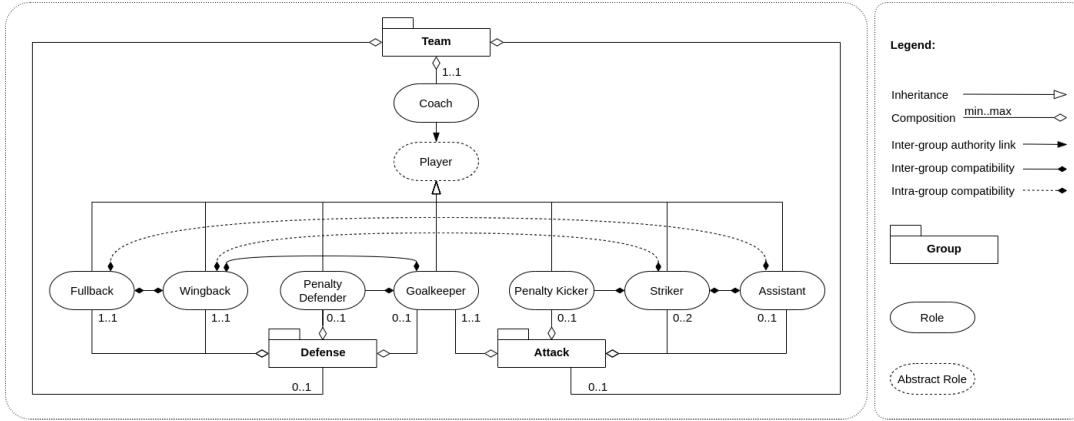 Team
1..1
Coach
Player
Fullback
Wingback
Penalty
Defender
Goalkeeper
Penalty Kicker
Striker
Assistant
1..1
1..1
0..1
0..1
1..1
0..1
0..2
0..1
Defense
Attack
0..1
0..1
Legend:
Inheritance
Composition
min..max
Inter-group authority link
Inter-group compatibility
Intra-group compatibility
Group
Role
Abstract Role